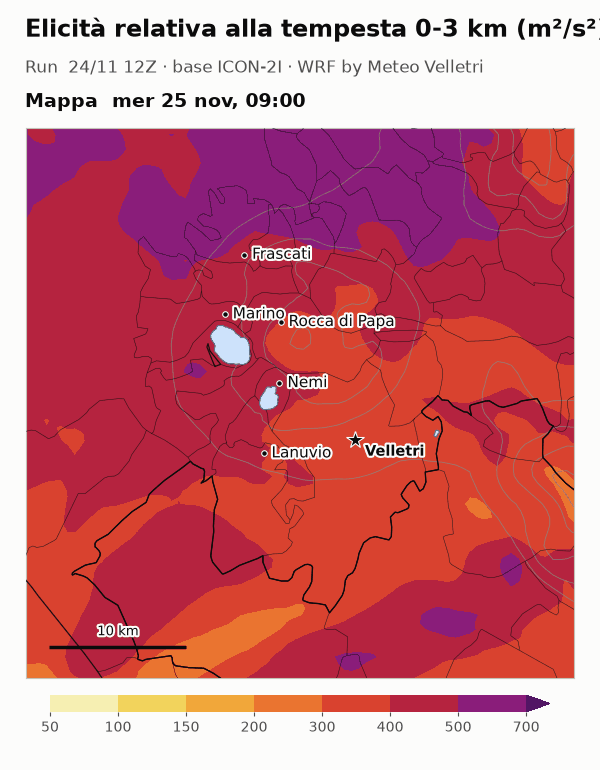 Elicità relativa alla tempesta 0-3 km (m²/s²)
Run 24/11 12Z · base ICON-2I · WRF by Meteo Velletri
Mappa mer 25 nov, 09:00
Frascati
Marino
Rocca di Papa
Nemi
Velletri
Lanuvio
10 km
50 100 150 200 300 400 500 700